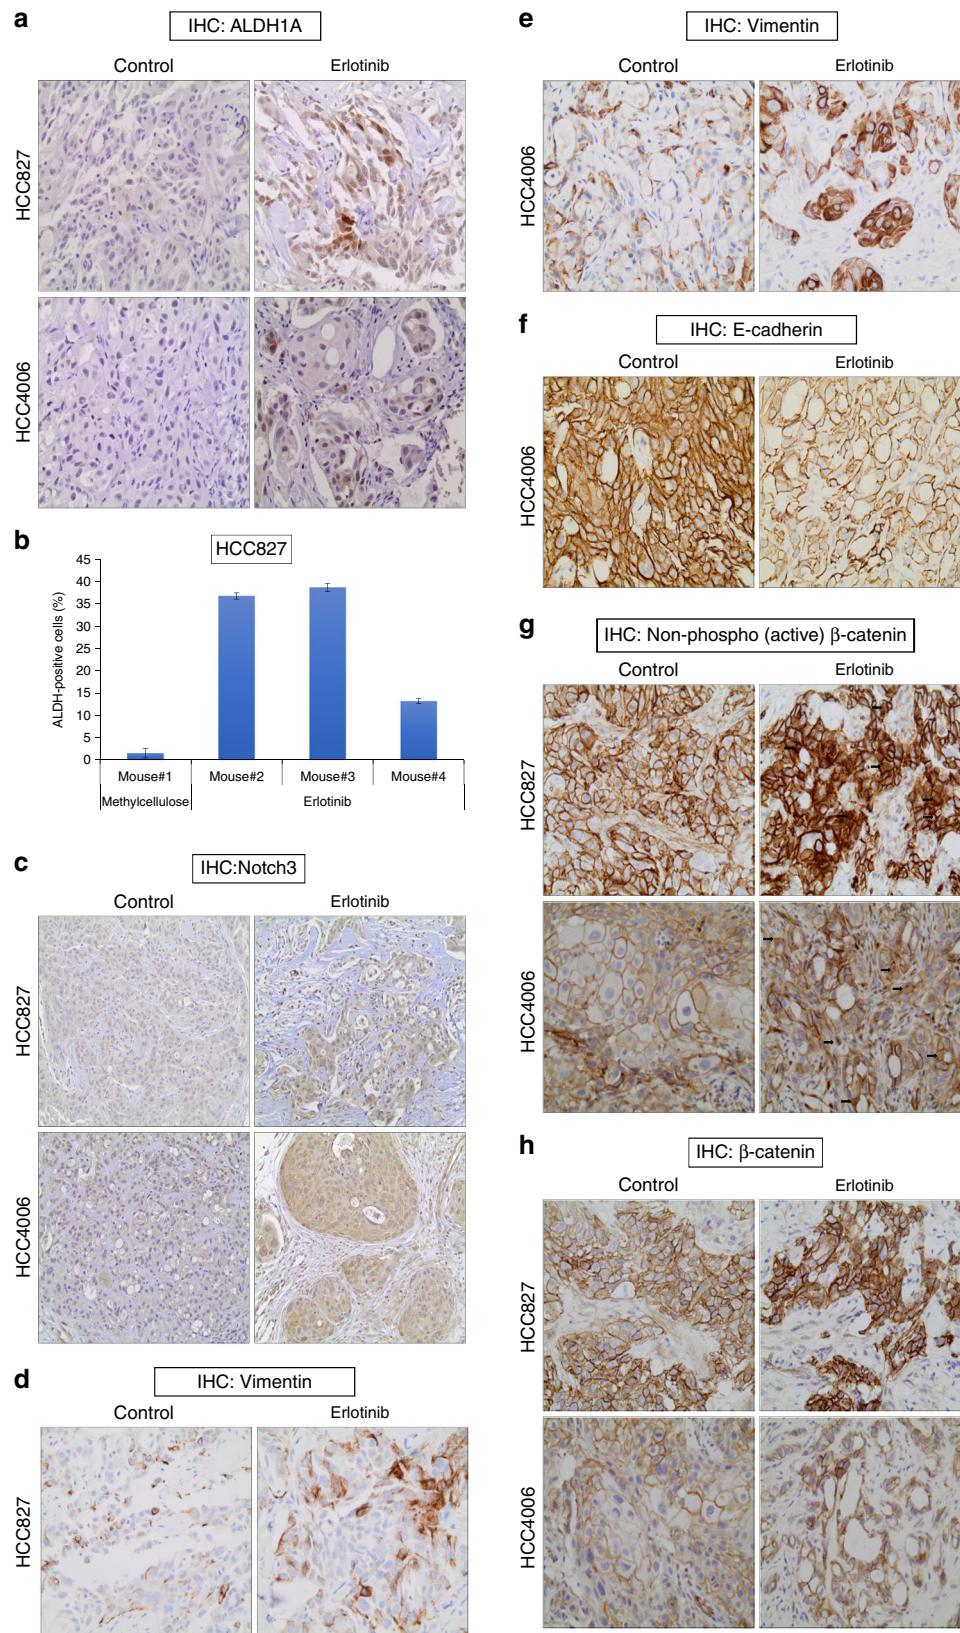 a
IHC: ALDH1A
Control
Erlotinib
HCC827
HCC4006
b
HCC827
ALDH-positive cells (%)
45
40
35
30
25
20
15
10
5
0
Mouse#1
Mouse#2
Mouse#3
Mouse#4
Methylcellulose
Erlotinib
c
IHC:Notch3
Control
Erlotinib
HCC827
HCC4006
d
IHC: Vimentin
Control
Erlotinib
HCC827
e
IHC: Vimentin
Control
Erlotinib
HCC4006
f
IHC: E-cadherin
Control
Erlotinib
HCC4006
g
IHC: Non-phospho (active) β-catenin
Control
Erlotinib
HCC827
HCC4006
h
IHC: β-catenin
Control
Erlotinib
HCC827
HCC4006